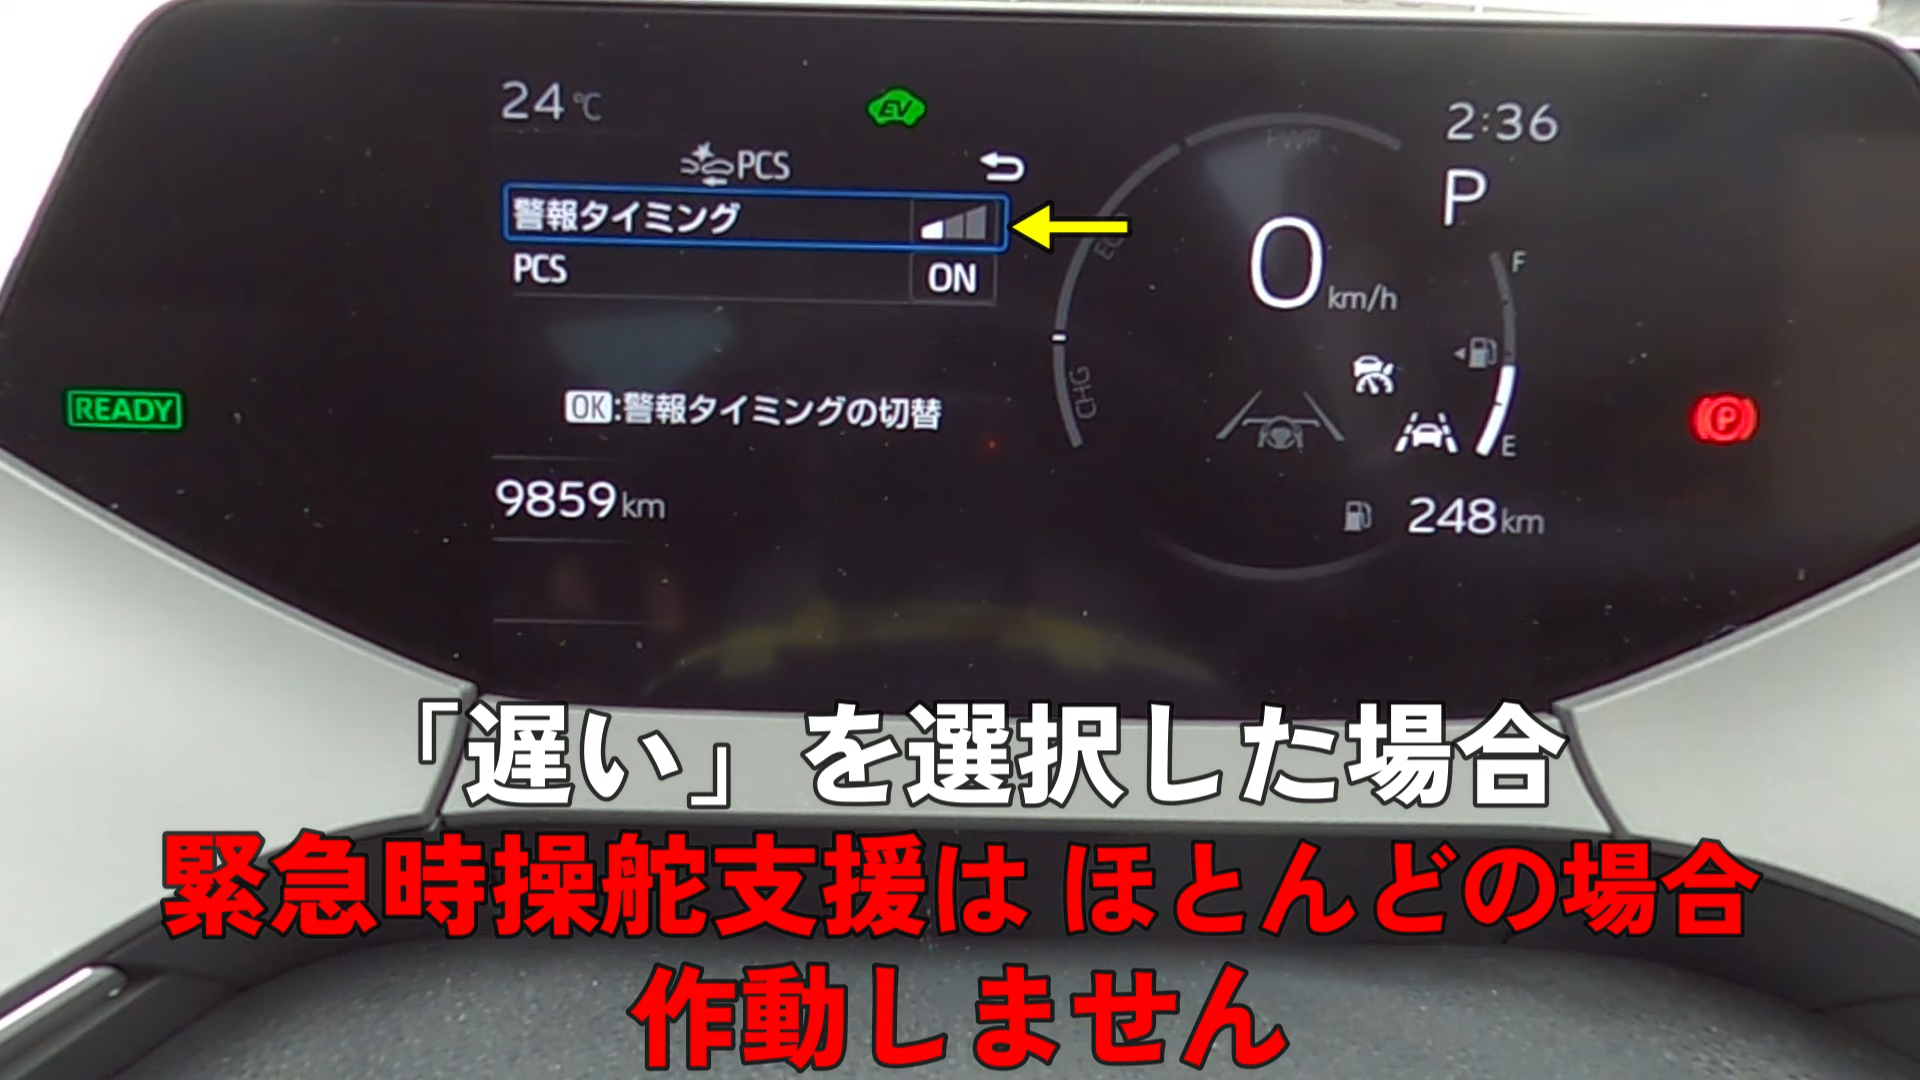 24℃
EV
2:36
PCS
PWR
P
警報タイミング
ECO
0 km/h
F
PCS ON
CHG
READY
OK:警報タイミングの切替
P
E
9859km
248km
「遅い」を選択した場合
緊急時操舵支援は ほとんどの場合
作動しません